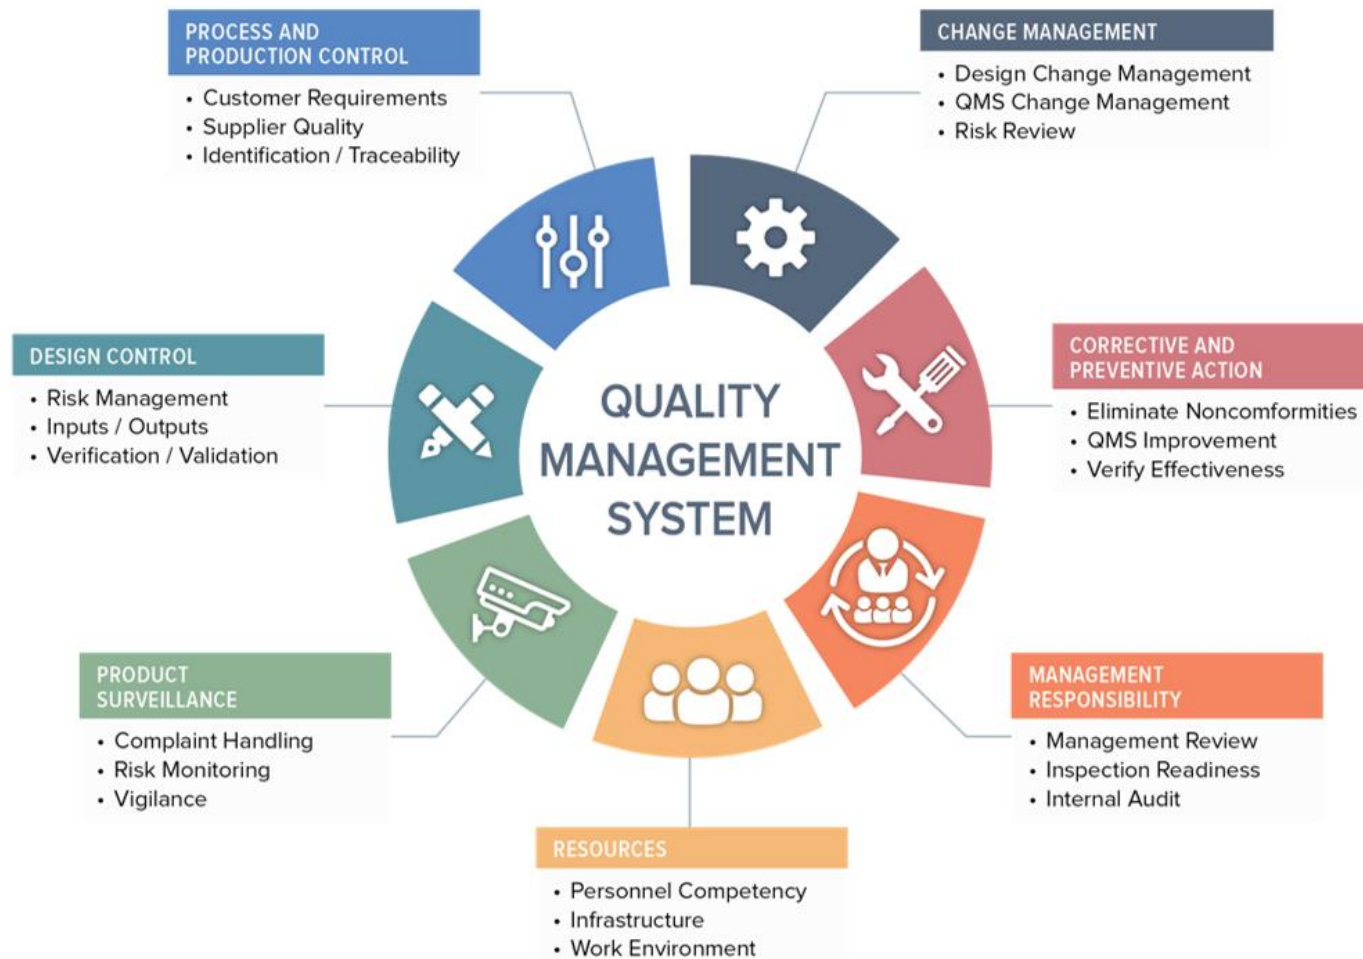 PROCESS AND
PRODUCTION CONTROL
• Customer Requirements
• Supplier Quality
• Identification / Traceability
CHANGE MANAGEMENT
• Design Change Management
• QMS Change Management
• Risk Review
DESIGN CONTROL
• Risk Management
• Inputs / Outputs
• Verification / Validation
QUALITY
MANAGEMENT
SYSTEM
CORRECTIVE AND
PREVENTIVE ACTION
• Eliminate Noncomformities
• QMS Improvement
• Verify Effectiveness
PRODUCT
SURVEILLANCE
• Complaint Handling
• Risk Monitoring
• Vigilance
MANAGEMENT
RESPONSIBILITY
• Management Review
• Inspection Readiness
• Internal Audit
RESOURCES
• Personnel Competency
• Infrastructure
• Work Environment